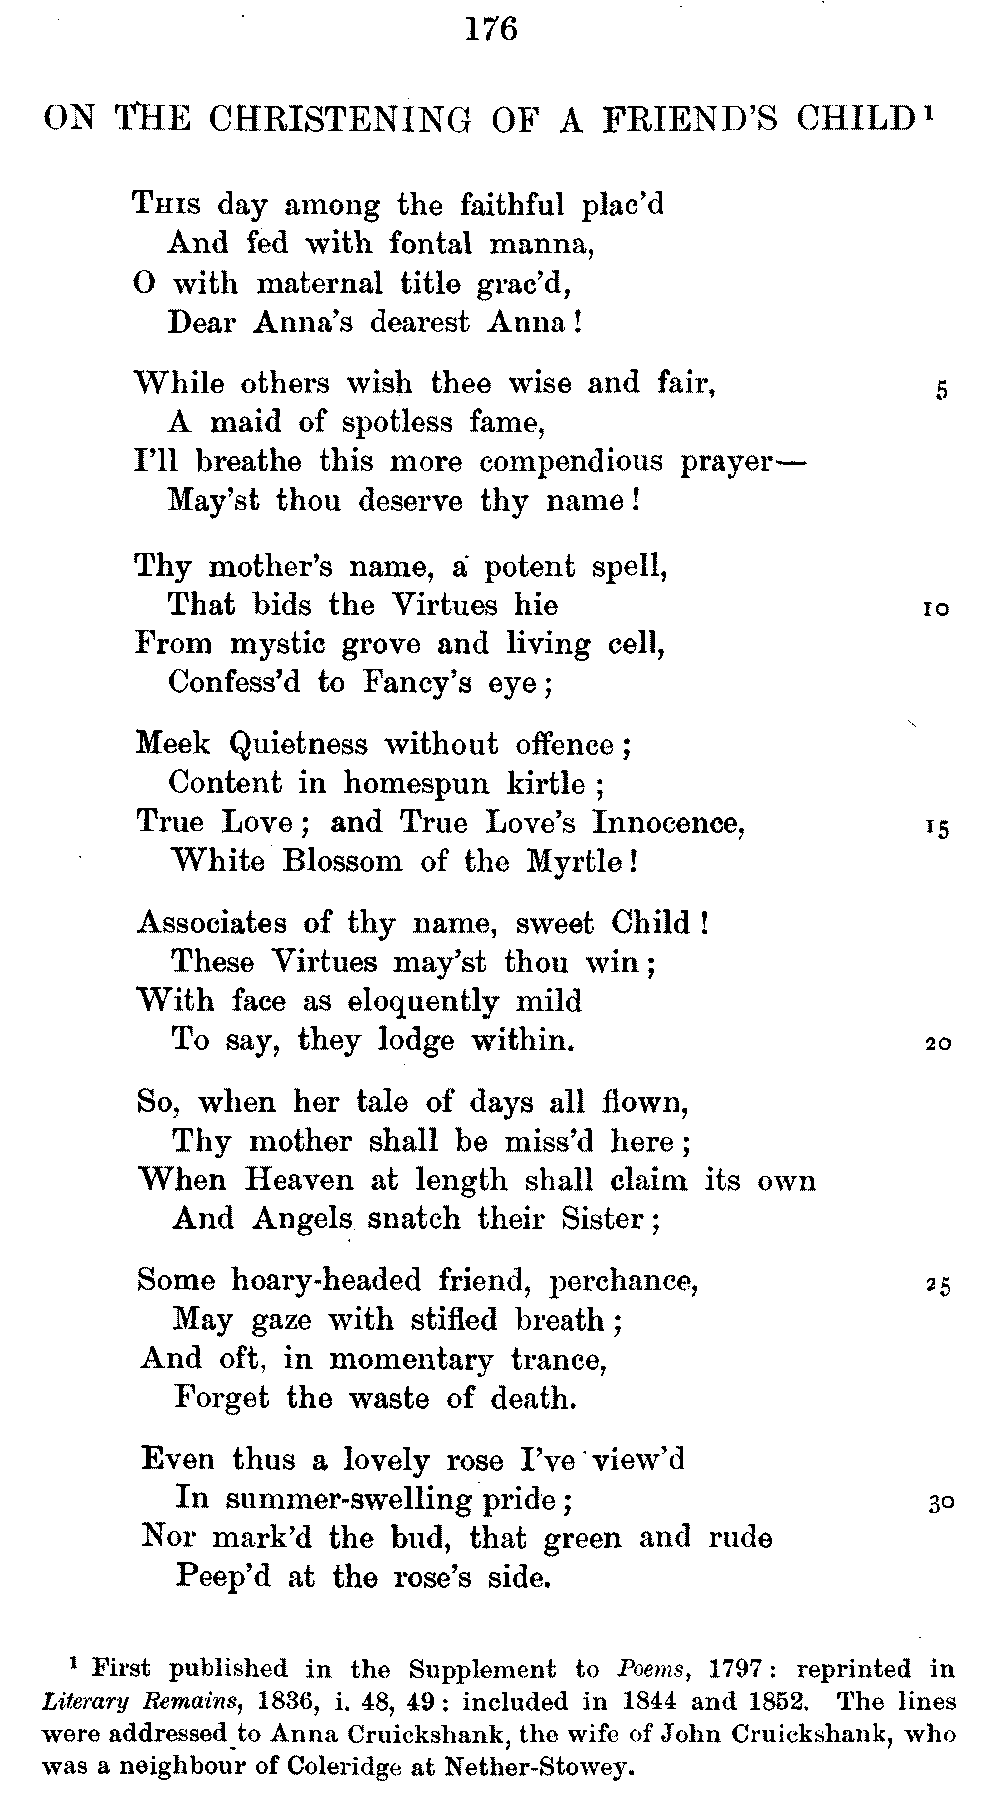 176
ON THE CHRISTENING OF A FRIEND'S CHILD¹
THIS day among the faithful plac'd
And fed with fontal manna,
O with maternal title grac'd,
Dear Anna's dearest Anna !
While others wish thee wise and fair, 5
A maid of spotless fame,
I'll breathe this more compendious prayer—
May'st thou deserve thy name !
Thy mother's name, a potent spell,
That bids the Virtues hie 10
From mystic grove and living cell,
Confess'd to Fancy's eye ;
Meek Quietness without offence ;
Content in homespun kirtle ;
True Love ; and True Love's Innocence, 15
White Blossom of the Myrtle !
Associates of thy name, sweet Child !
These Virtues may'st thou win ;
With face as eloquently mild
To say, they lodge within. 20
So, when her tale of days all flown,
Thy mother shall be miss'd here ;
When Heaven at length shall claim its own
And Angels snatch their Sister ;
Some hoary-headed friend, perchance, 25
May gaze with stifled breath ;
And oft, in momentary trance,
Forget the waste of death.
Even thus a lovely rose I've view'd
In summer-swelling pride ; 30
Nor mark'd the bud, that green and rude
Peep'd at the rose's side.
¹ First published in the Supplement to Poems, 1797 : reprinted in
Literary Remains, 1836, i. 48, 49 : included in 1844 and 1852. The lines
were addressed to Anna Cruickshank, the wife of John Cruickshank, who
was a neighbour of Coleridge at Nether-Stowey.